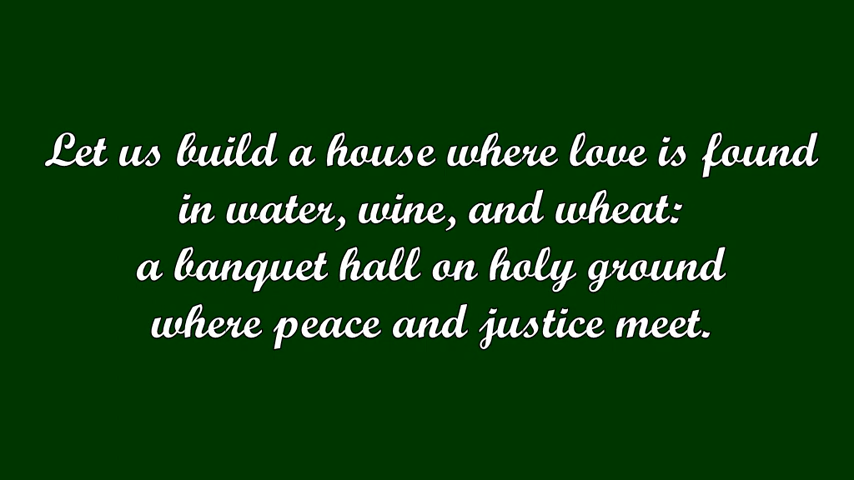 Let us build a house where love is found
in water, wine, and wheat:
a banquet hall on holy ground
where peace and justice meet.